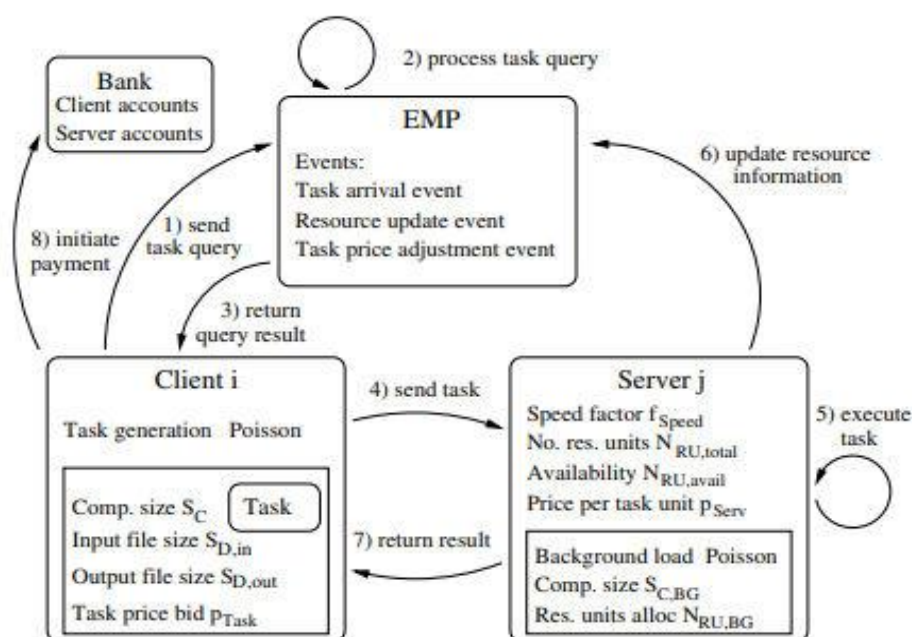 2) process task query
Bank
Client accounts
Server accounts
EMP
Events:
Task arrival event
Resource update event
Task price adjustment event
6) update resource
information
1) send
task query
8) initiate
payment
3) return
query result
Client i
Task generation Poisson
Comp. size S_C
Task
Input file size S_D,in
Output file size S_D,out
Task price bid p_Task
4) send task
7) return result
Server j
Speed factor f_Speed
No. res. units N_RU,total
Availability N_RU,avail
Price per task unit p_Serv
Background load Poisson
Comp. size S_C,BG
Res. units alloc N_RU,BG
5) execute
task